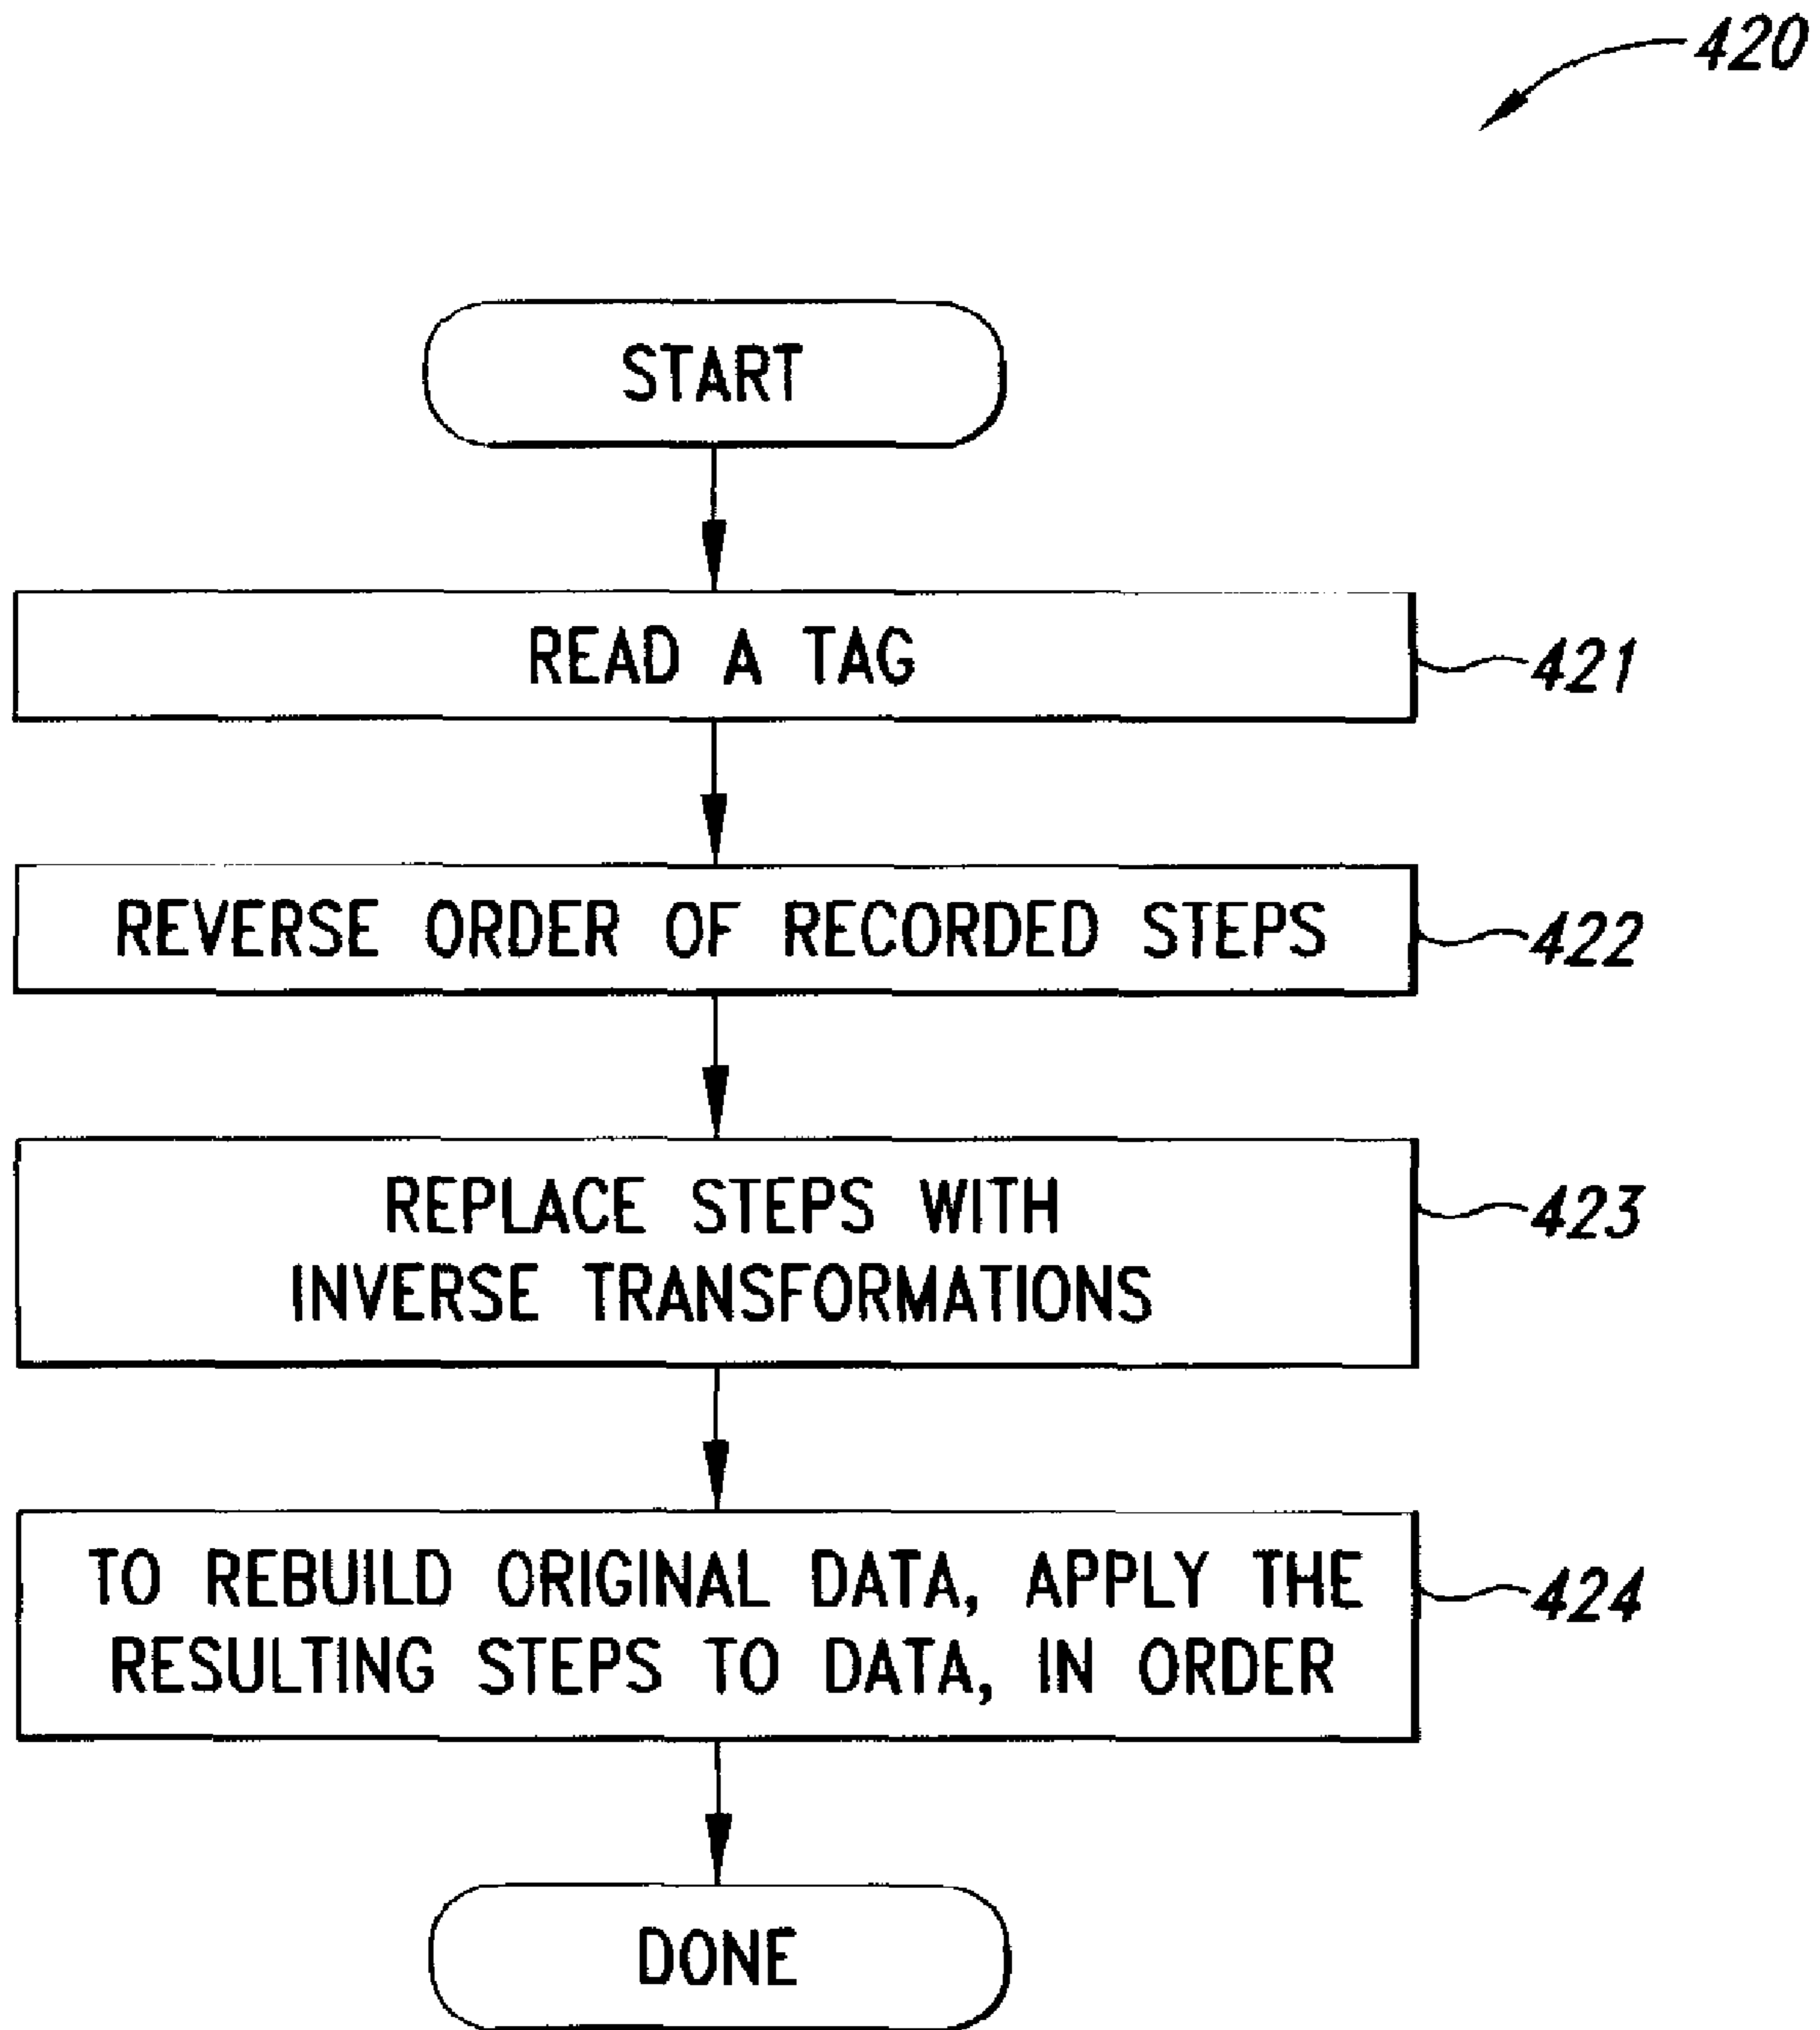 420
START
READ A TAG
421
REVERSE ORDER OF RECORDED STEPS
422
REPLACE STEPS WITH
INVERSE TRANSFORMATIONS
423
TO REBUILD ORIGINAL DATA, APPLY THE
RESULTING STEPS TO DATA, IN ORDER
424
DONE